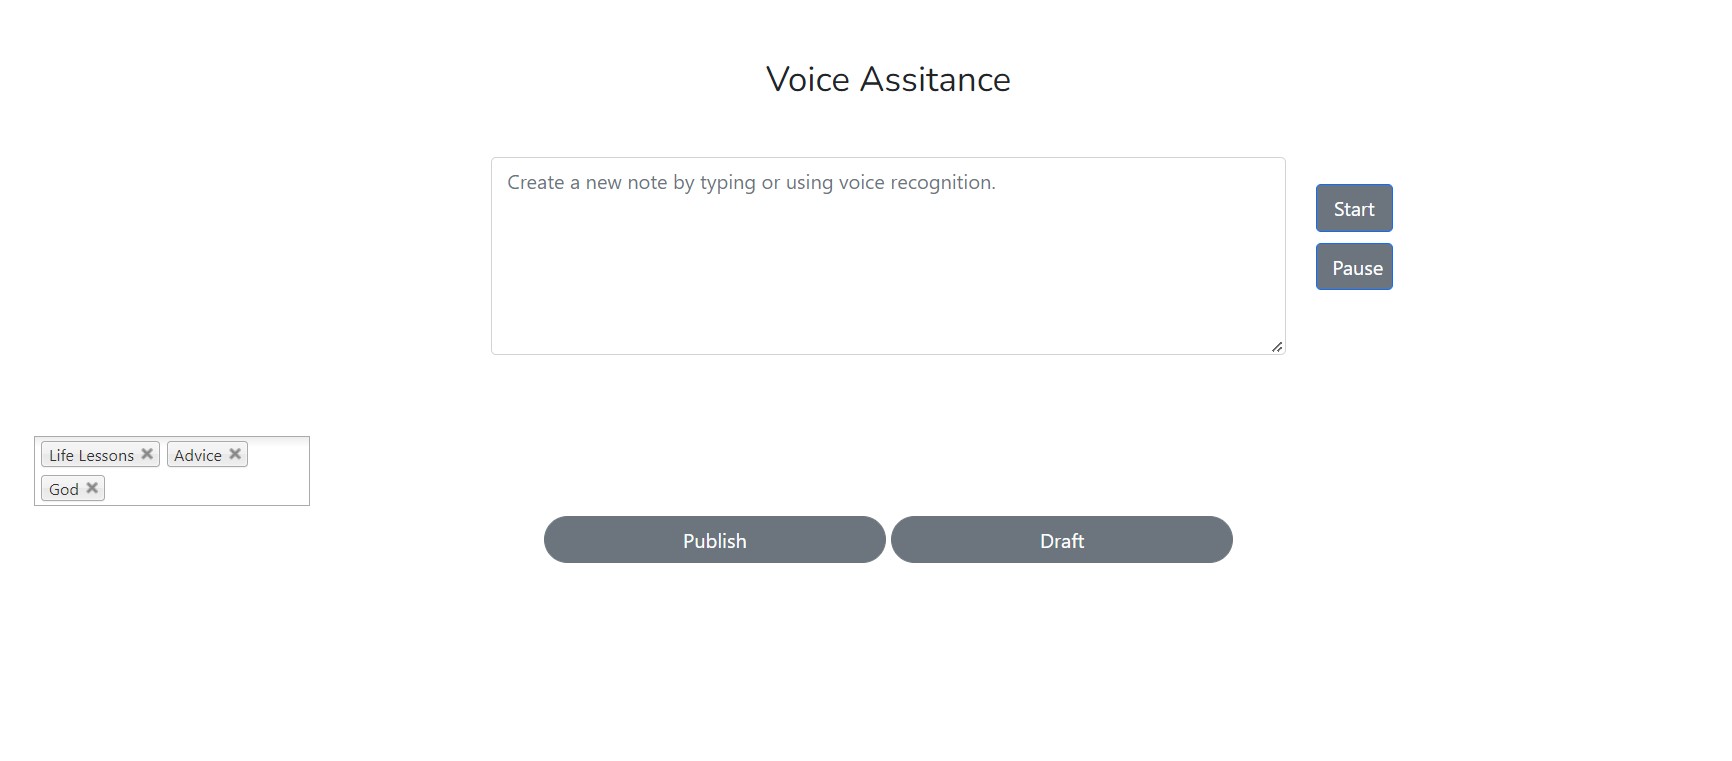 Voice Assitance
Create a new note by typing or using voice recognition.
Start
Pause
Life Lessons Advice
God
Publish Draft